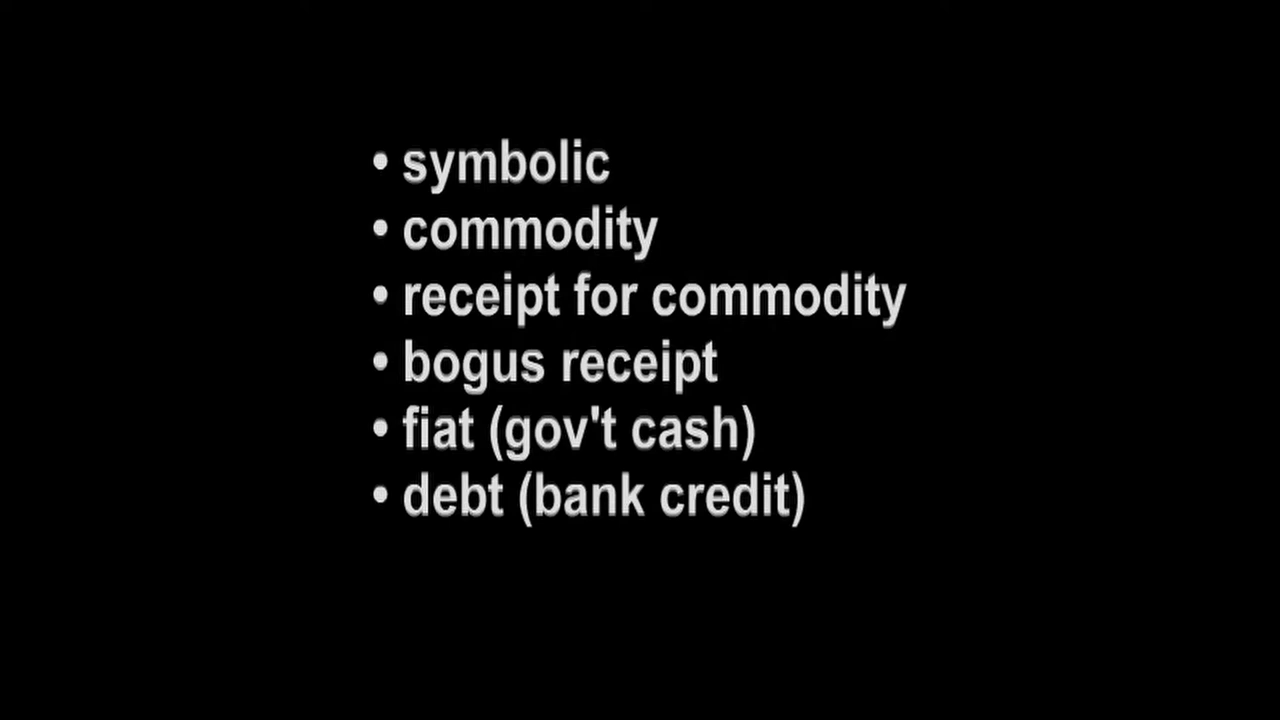 • symbolic
• commodity
• receipt for commodity
• bogus receipt
• fiat (gov't cash)
• debt (bank credit)